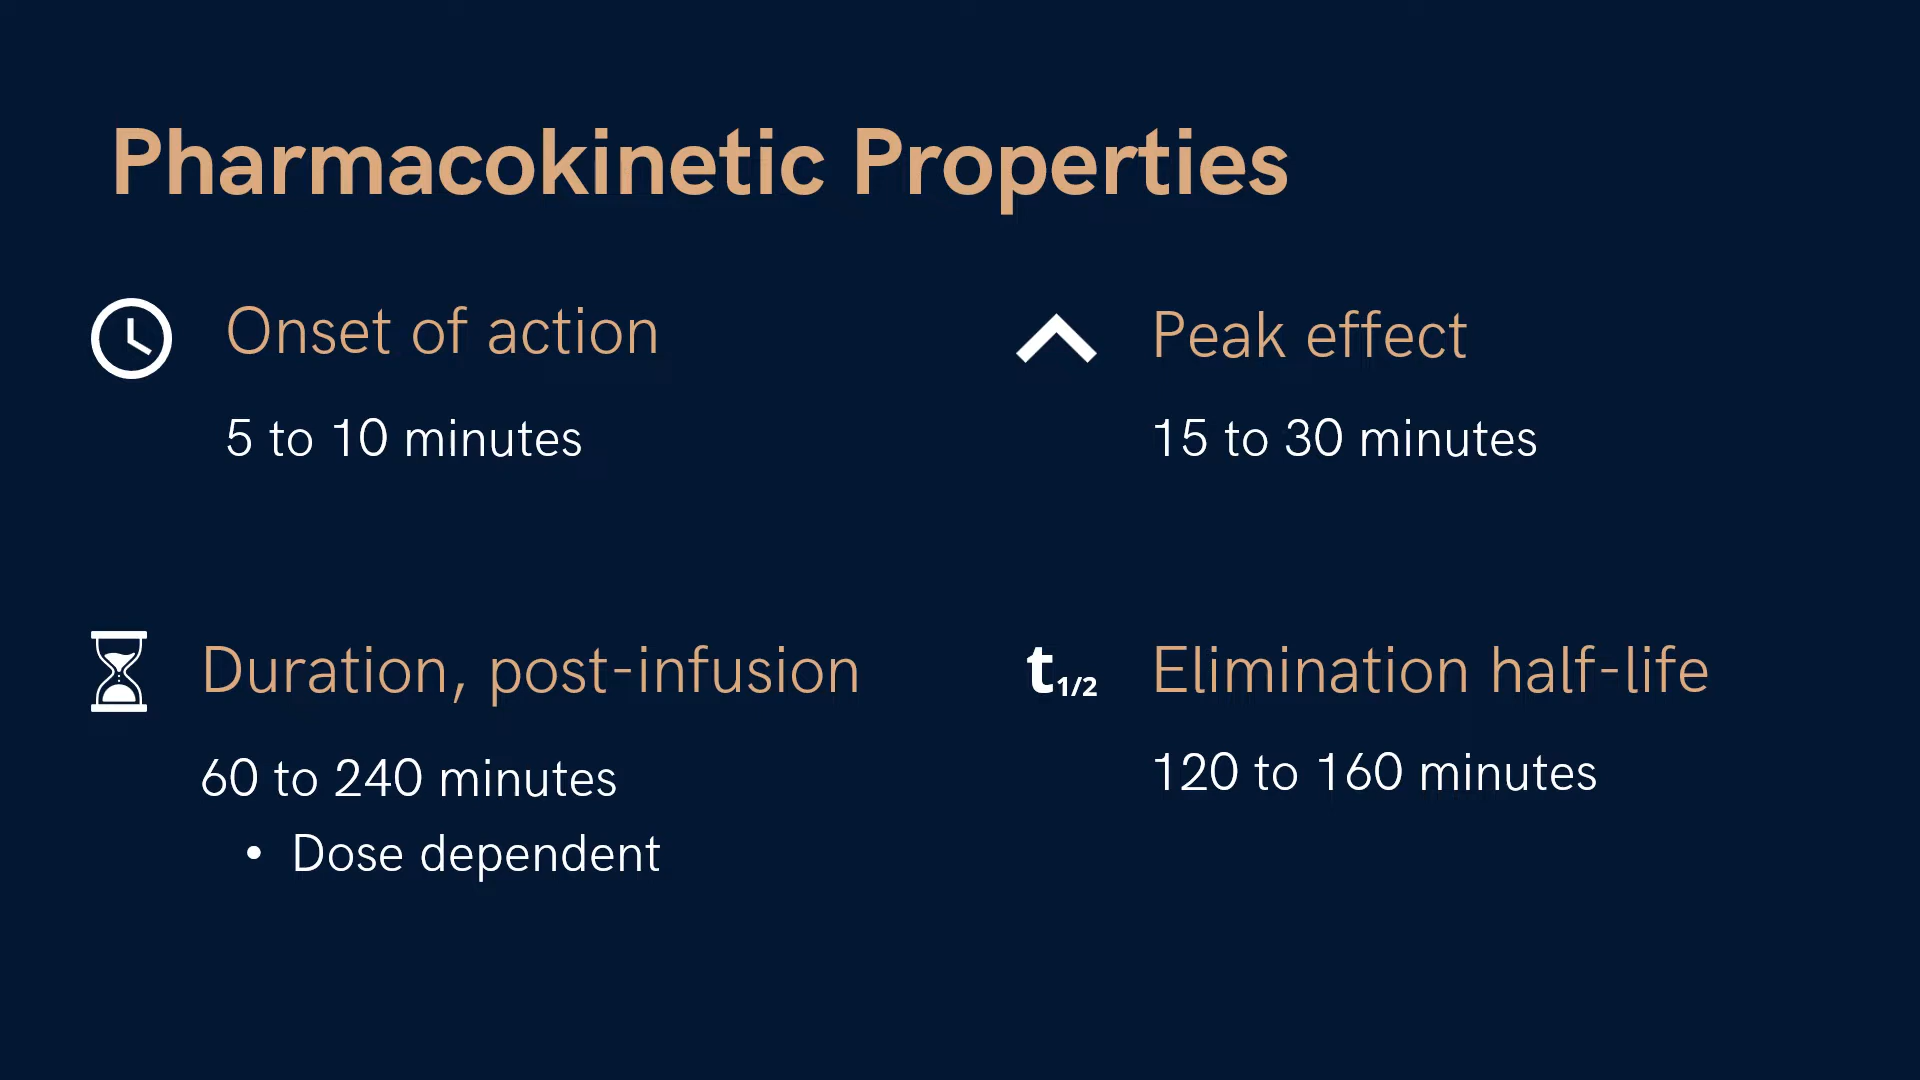 Pharmacokinetic Properties
Onset of action
5 to 10 minutes
Peak effect
15 to 30 minutes
Duration, post-infusion
60 to 240 minutes
• Dose dependent
t1/2 Elimination half-life
120 to 160 minutes